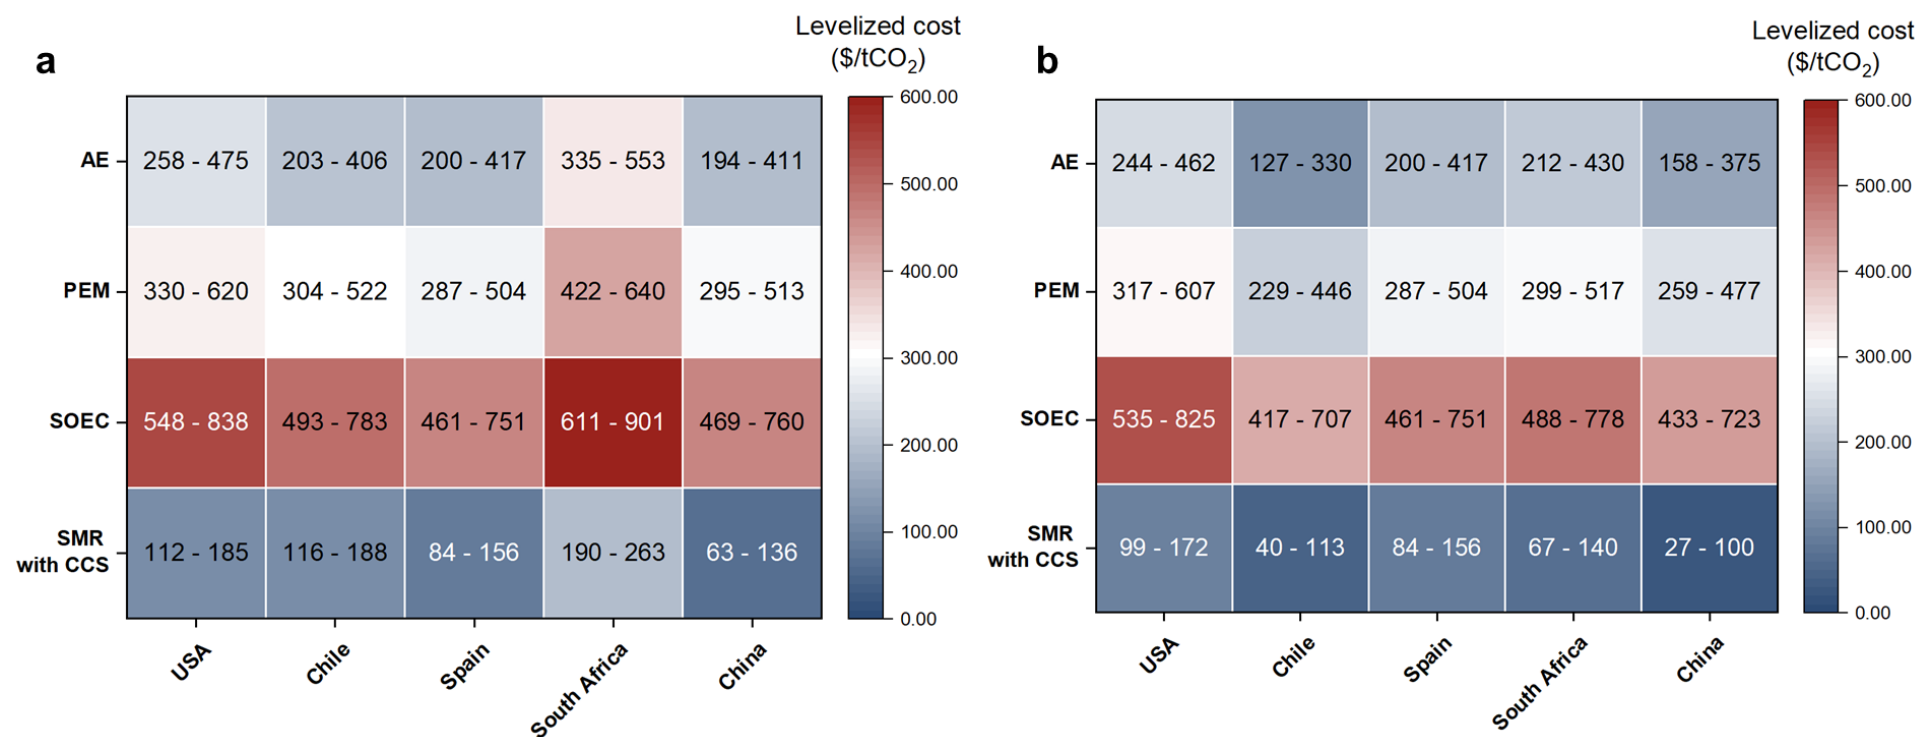 a
Levelized cost
($/tCO₂)
AE
258 - 475
203 - 406
200 - 417
335 - 553
194 - 411
PEM
330 - 620
304 - 522
287 - 504
422 - 640
295 - 513
SOEC
548 - 838
493 - 783
461 - 751
611 - 901
469 - 760
SMR
with CCS
112 - 185
116 - 188
84 - 156
190 - 263
63 - 136
USA
Chile
Spain
South Africa
China
600.00
500.00
400.00
300.00
200.00
100.00
0.00
b
Levelized cost
($/tCO₂)
AE
244 - 462
127 - 330
200 - 417
212 - 430
158 - 375
PEM
317 - 607
229 - 446
287 - 504
299 - 517
259 - 477
SOEC
535 - 825
417 - 707
461 - 751
488 - 778
433 - 723
SMR
with CCS
99 - 172
40 - 113
84 - 156
67 - 140
27 - 100
USA
Chile
Spain
South Africa
China
600.00
500.00
400.00
300.00
200.00
100.00
0.00